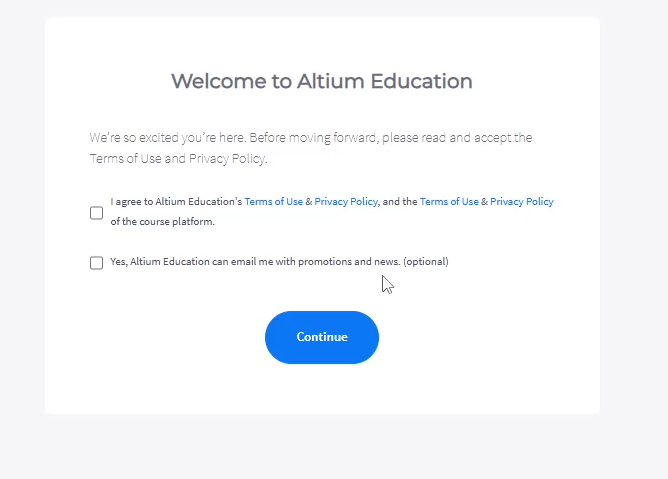 Welcome to Altium Education
We're so excited you're here. Before moving forward, please read and accept the
Terms of Use and Privacy Policy.
I agree to Altium Education's Terms of Use & Privacy Policy, and the Terms of Use & Privacy Policy
of the course platform.
Yes, Altium Education can email me with promotions and news. (optional)
Continue